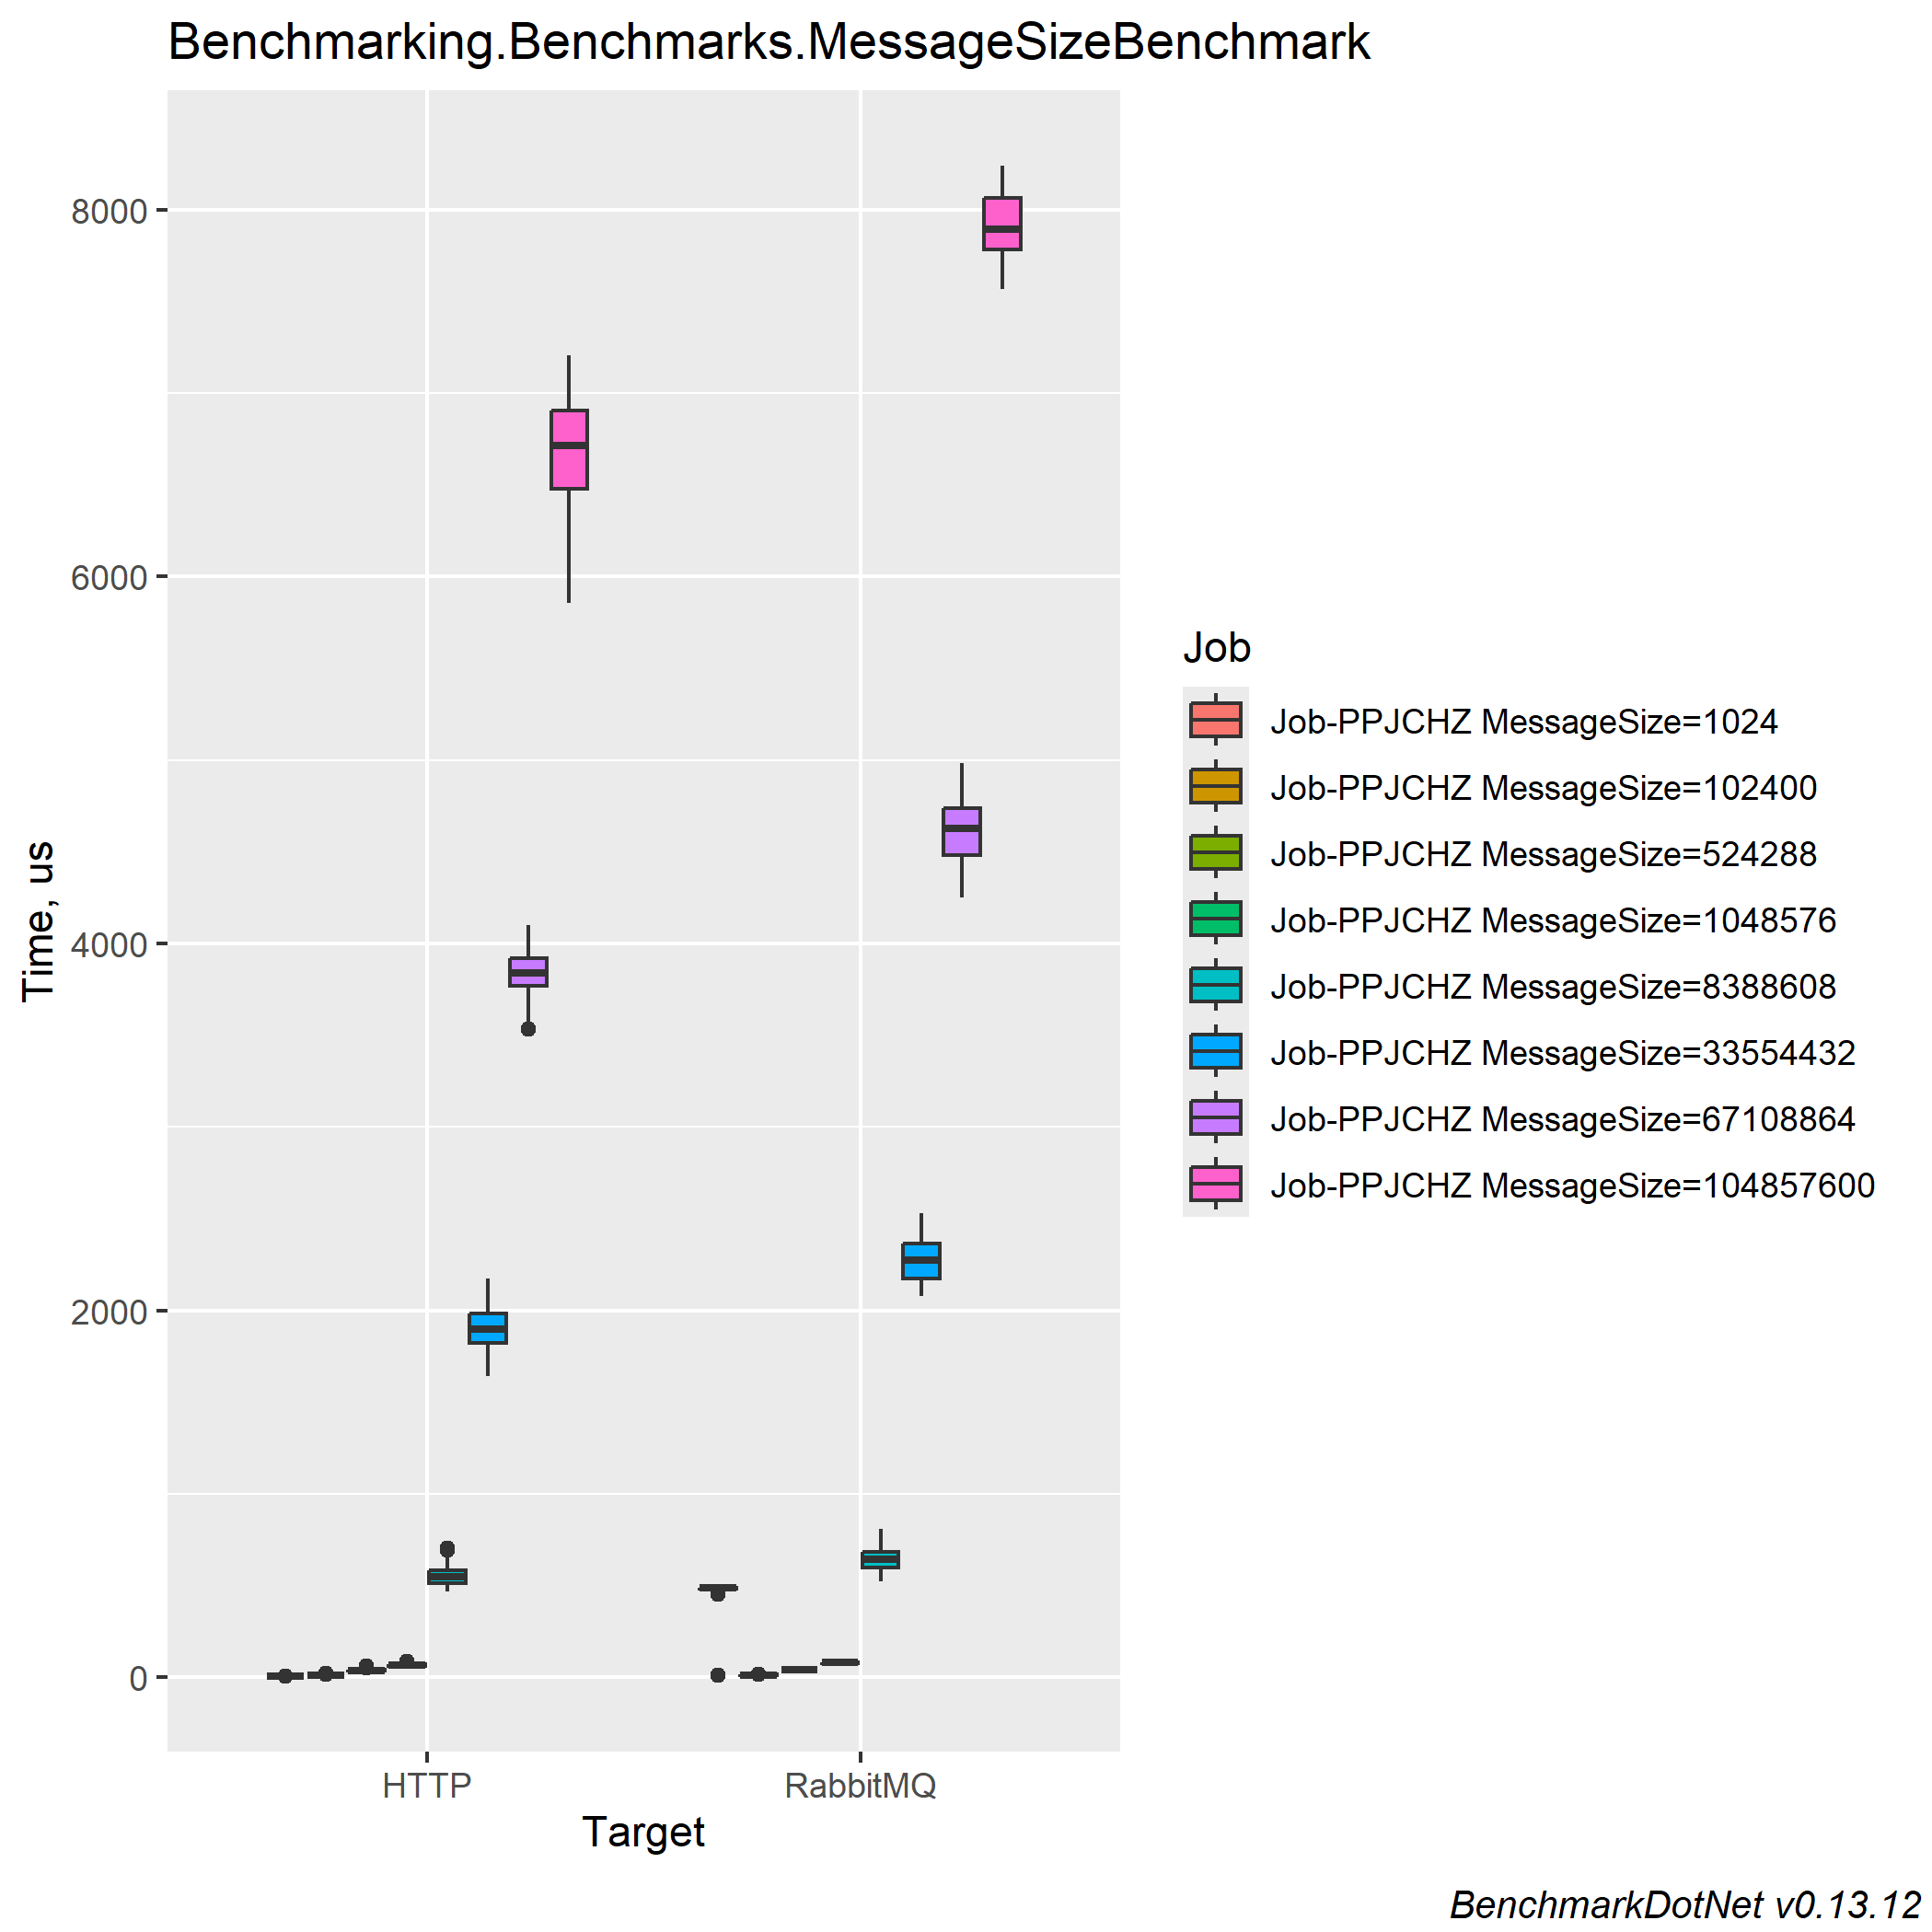 Benchmarking.Benchmarks.MessageSizeBenchmark
Time, us
8000
6000
4000
2000
0
HTTP
RabbitMQ
Target
Job
Job-PPJCHZ MessageSize=1024
Job-PPJCHZ MessageSize=102400
Job-PPJCHZ MessageSize=524288
Job-PPJCHZ MessageSize=1048576
Job-PPJCHZ MessageSize=8388608
Job-PPJCHZ MessageSize=33554432
Job-PPJCHZ MessageSize=67108864
Job-PPJCHZ MessageSize=104857600
BenchmarkDotNet v0.13.12